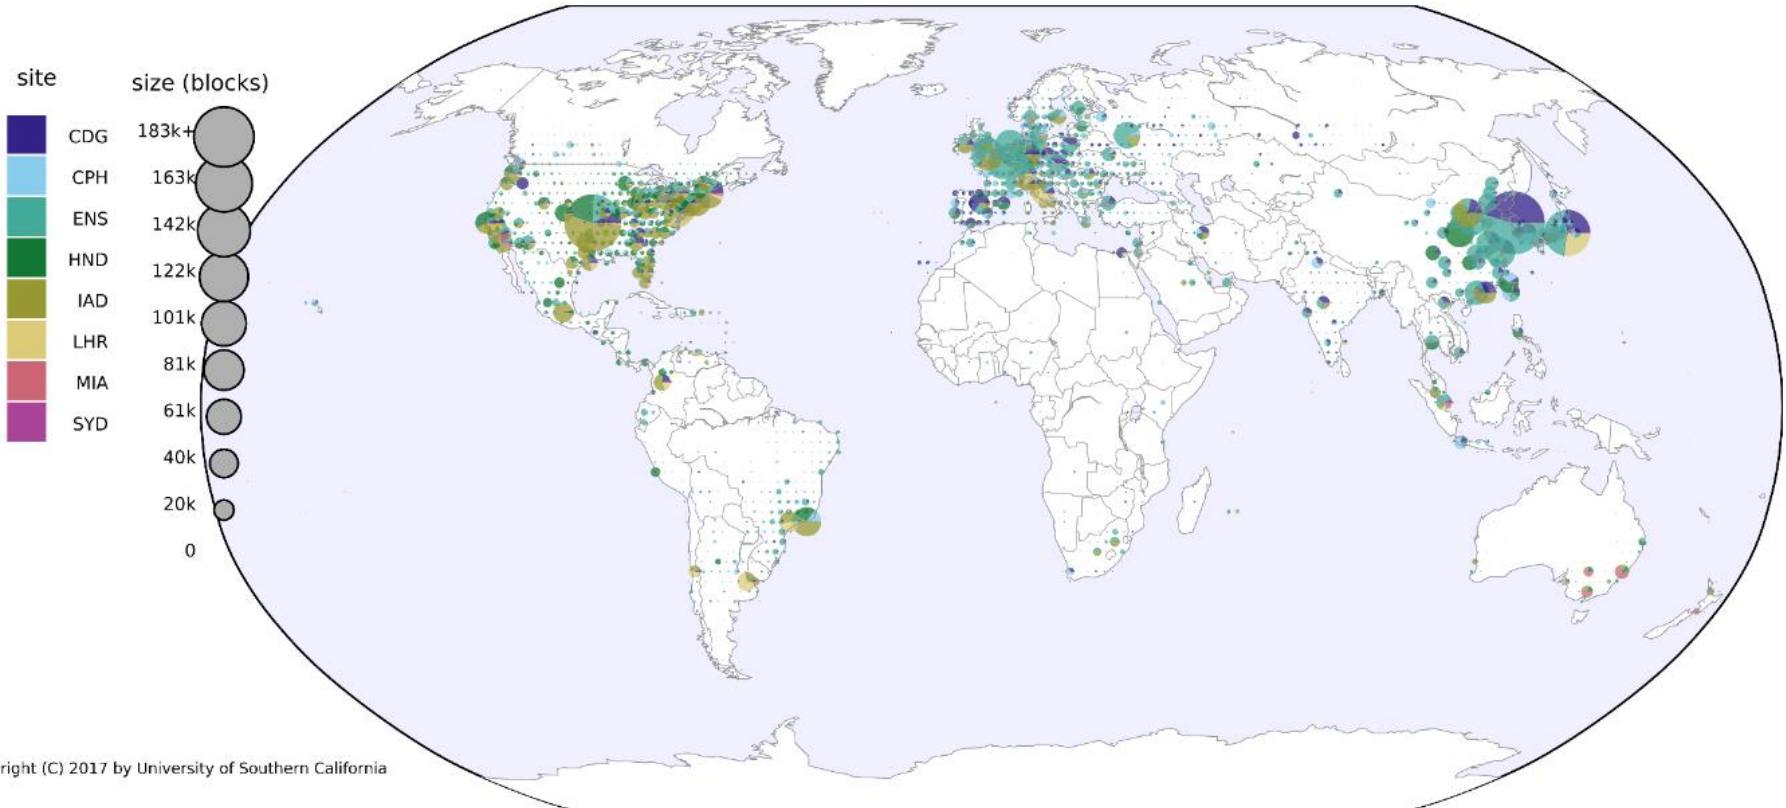 site
CDG
CPH
ENS
HND
IAD
LHR
MIA
SYD
size (blocks)
183k+
163k
142k
122k
101k
81k
61k
40k
20k
0
right (C) 2017 by University of Southern California